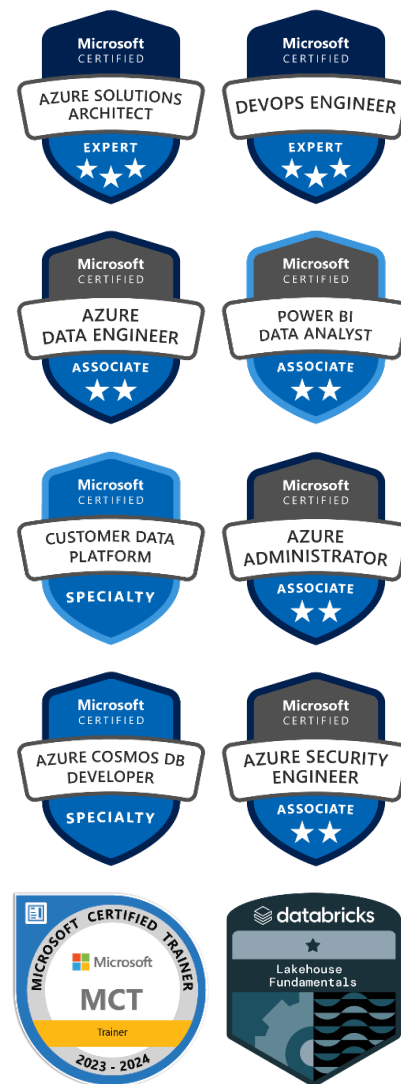 Microsoft
CERTIFIED
AZURE SOLUTIONS
ARCHITECT
EXPERT
Microsoft
CERTIFIED
DEVOPS ENGINEER
EXPERT
Microsoft
CERTIFIED
AZURE
DATA ENGINEER
ASSOCIATE
Microsoft
CERTIFIED
POWER BI
DATA ANALYST
ASSOCIATE
Microsoft
CERTIFIED
CUSTOMER DATA
PLATFORM
SPECIALTY
Microsoft
CERTIFIED
AZURE
ADMINISTRATOR
ASSOCIATE
Microsoft
CERTIFIED
AZURE COSMOS DB
DEVELOPER
SPECIALTY
Microsoft
CERTIFIED
AZURE SECURITY
ENGINEER
ASSOCIATE
MICROSOFT CERTIFIED TRAINER
Microsoft
MCT
Trainer
2023 - 2024
databricks
Lakehouse
Fundamentals